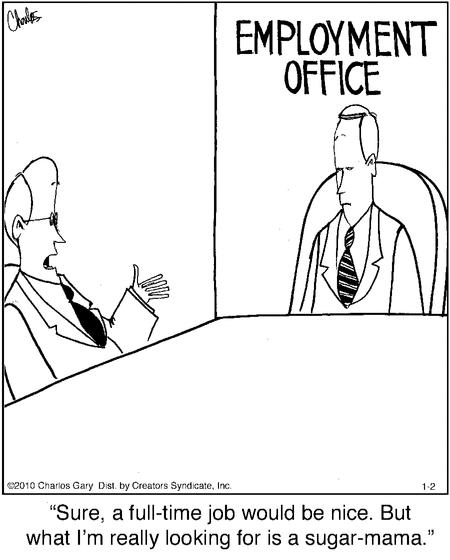 Charlos
EMPLOYMENT
OFFICE
©2010 Charlos Gary Dist. by Creators Syndicate, Inc.
1-2
“Sure, a full-time job would be nice. But
what I’m really looking for is a sugar-mama.”